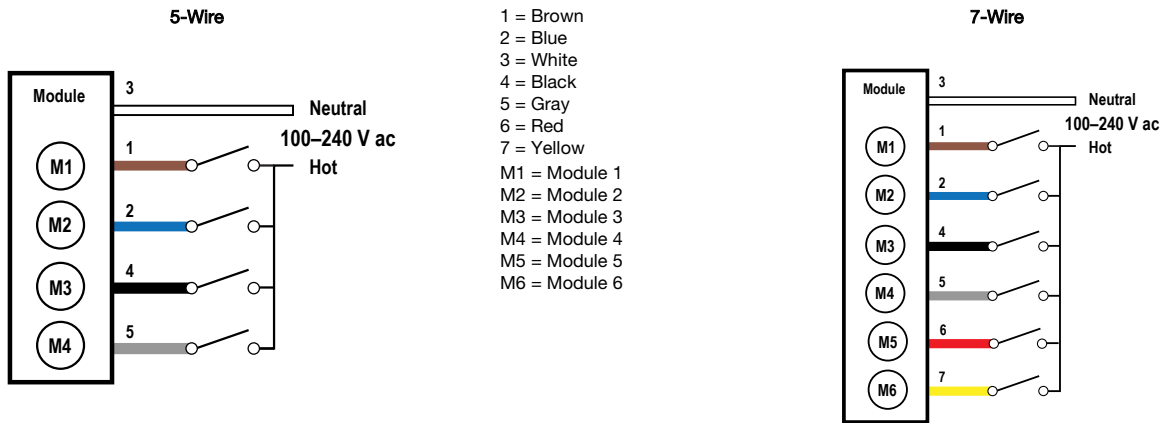 5-Wire
Module
3
Neutral
100–240 V ac
Hot
1
M1
2
M2
4
M3
5
M4
1 = Brown
2 = Blue
3 = White
4 = Black
5 = Gray
6 = Red
7 = Yellow
M1 = Module 1
M2 = Module 2
M3 = Module 3
M4 = Module 4
M5 = Module 5
M6 = Module 6
7-Wire
Module
3
Neutral
100–240 V ac
Hot
1
M1
2
M2
4
M3
5
M4
6
M5
7
M6